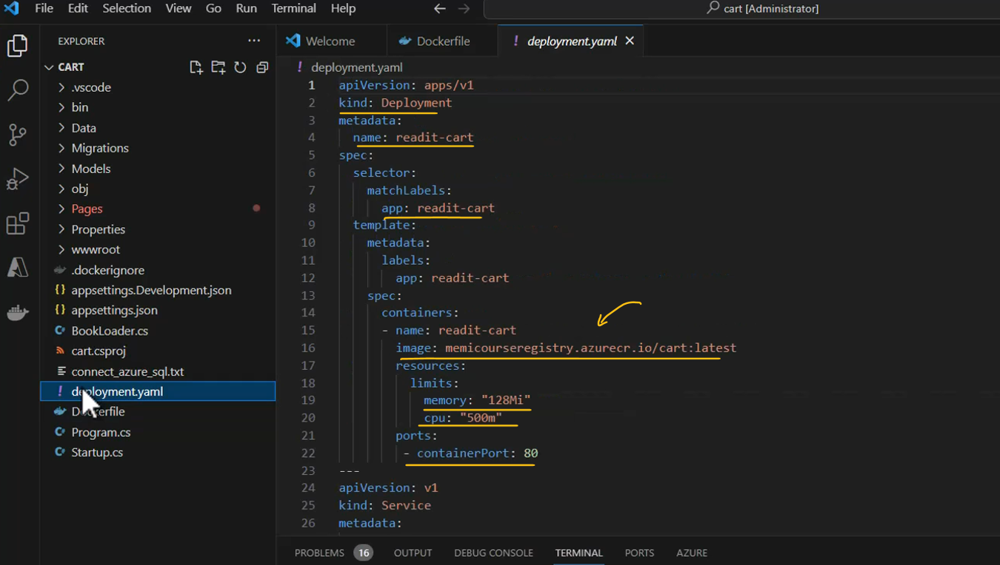 File Edit Selection View Go Run Terminal Help
cart [Administrator]
EXPLORER
Welcome
Dockerfile
! deployment.yaml
CART
! deployment.yaml
.vscode
bin
Data
Migrations
Models
obj
Pages
Properties
wwwroot
.dockerignore
{} appsettings.Development.json
{} appsettings.json
BookLoader.cs
cart.csproj
connect_azure_sql.txt
! deployment.yaml
Dockerfile
Program.cs
Startup.cs
1 apiVersion: apps/v1
2 kind: Deployment
3 metadata:
4 name: readit-cart
5 spec:
6 selector:
7 matchLabels:
8 app: readit-cart
9 template:
10 metadata:
11 labels:
12 app: readit-cart
13 spec:
14 containers:
15 - name: readit-cart
16 image: memicourseregistry.azurecr.io/cart:latest
17 resources:
18 limits:
19 memory: "128Mi"
20 cpu: "500m"
21 ports:
22 - containerPort: 80
23 ---
24 apiVersion: v1
25 kind: Service
26 metadata:
PROBLEMS 16 OUTPUT DEBUG CONSOLE TERMINAL PORTS AZURE